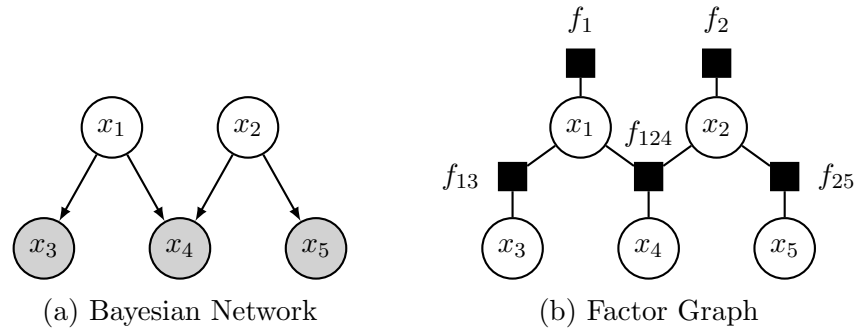 f₁ f₂
x₁ x₂ x₁ f₁₂₄ x₂
f₁₃ f₂₅
x₃ x₄ x₅ x₃ x₄ x₅
(a) Bayesian Network (b) Factor Graph